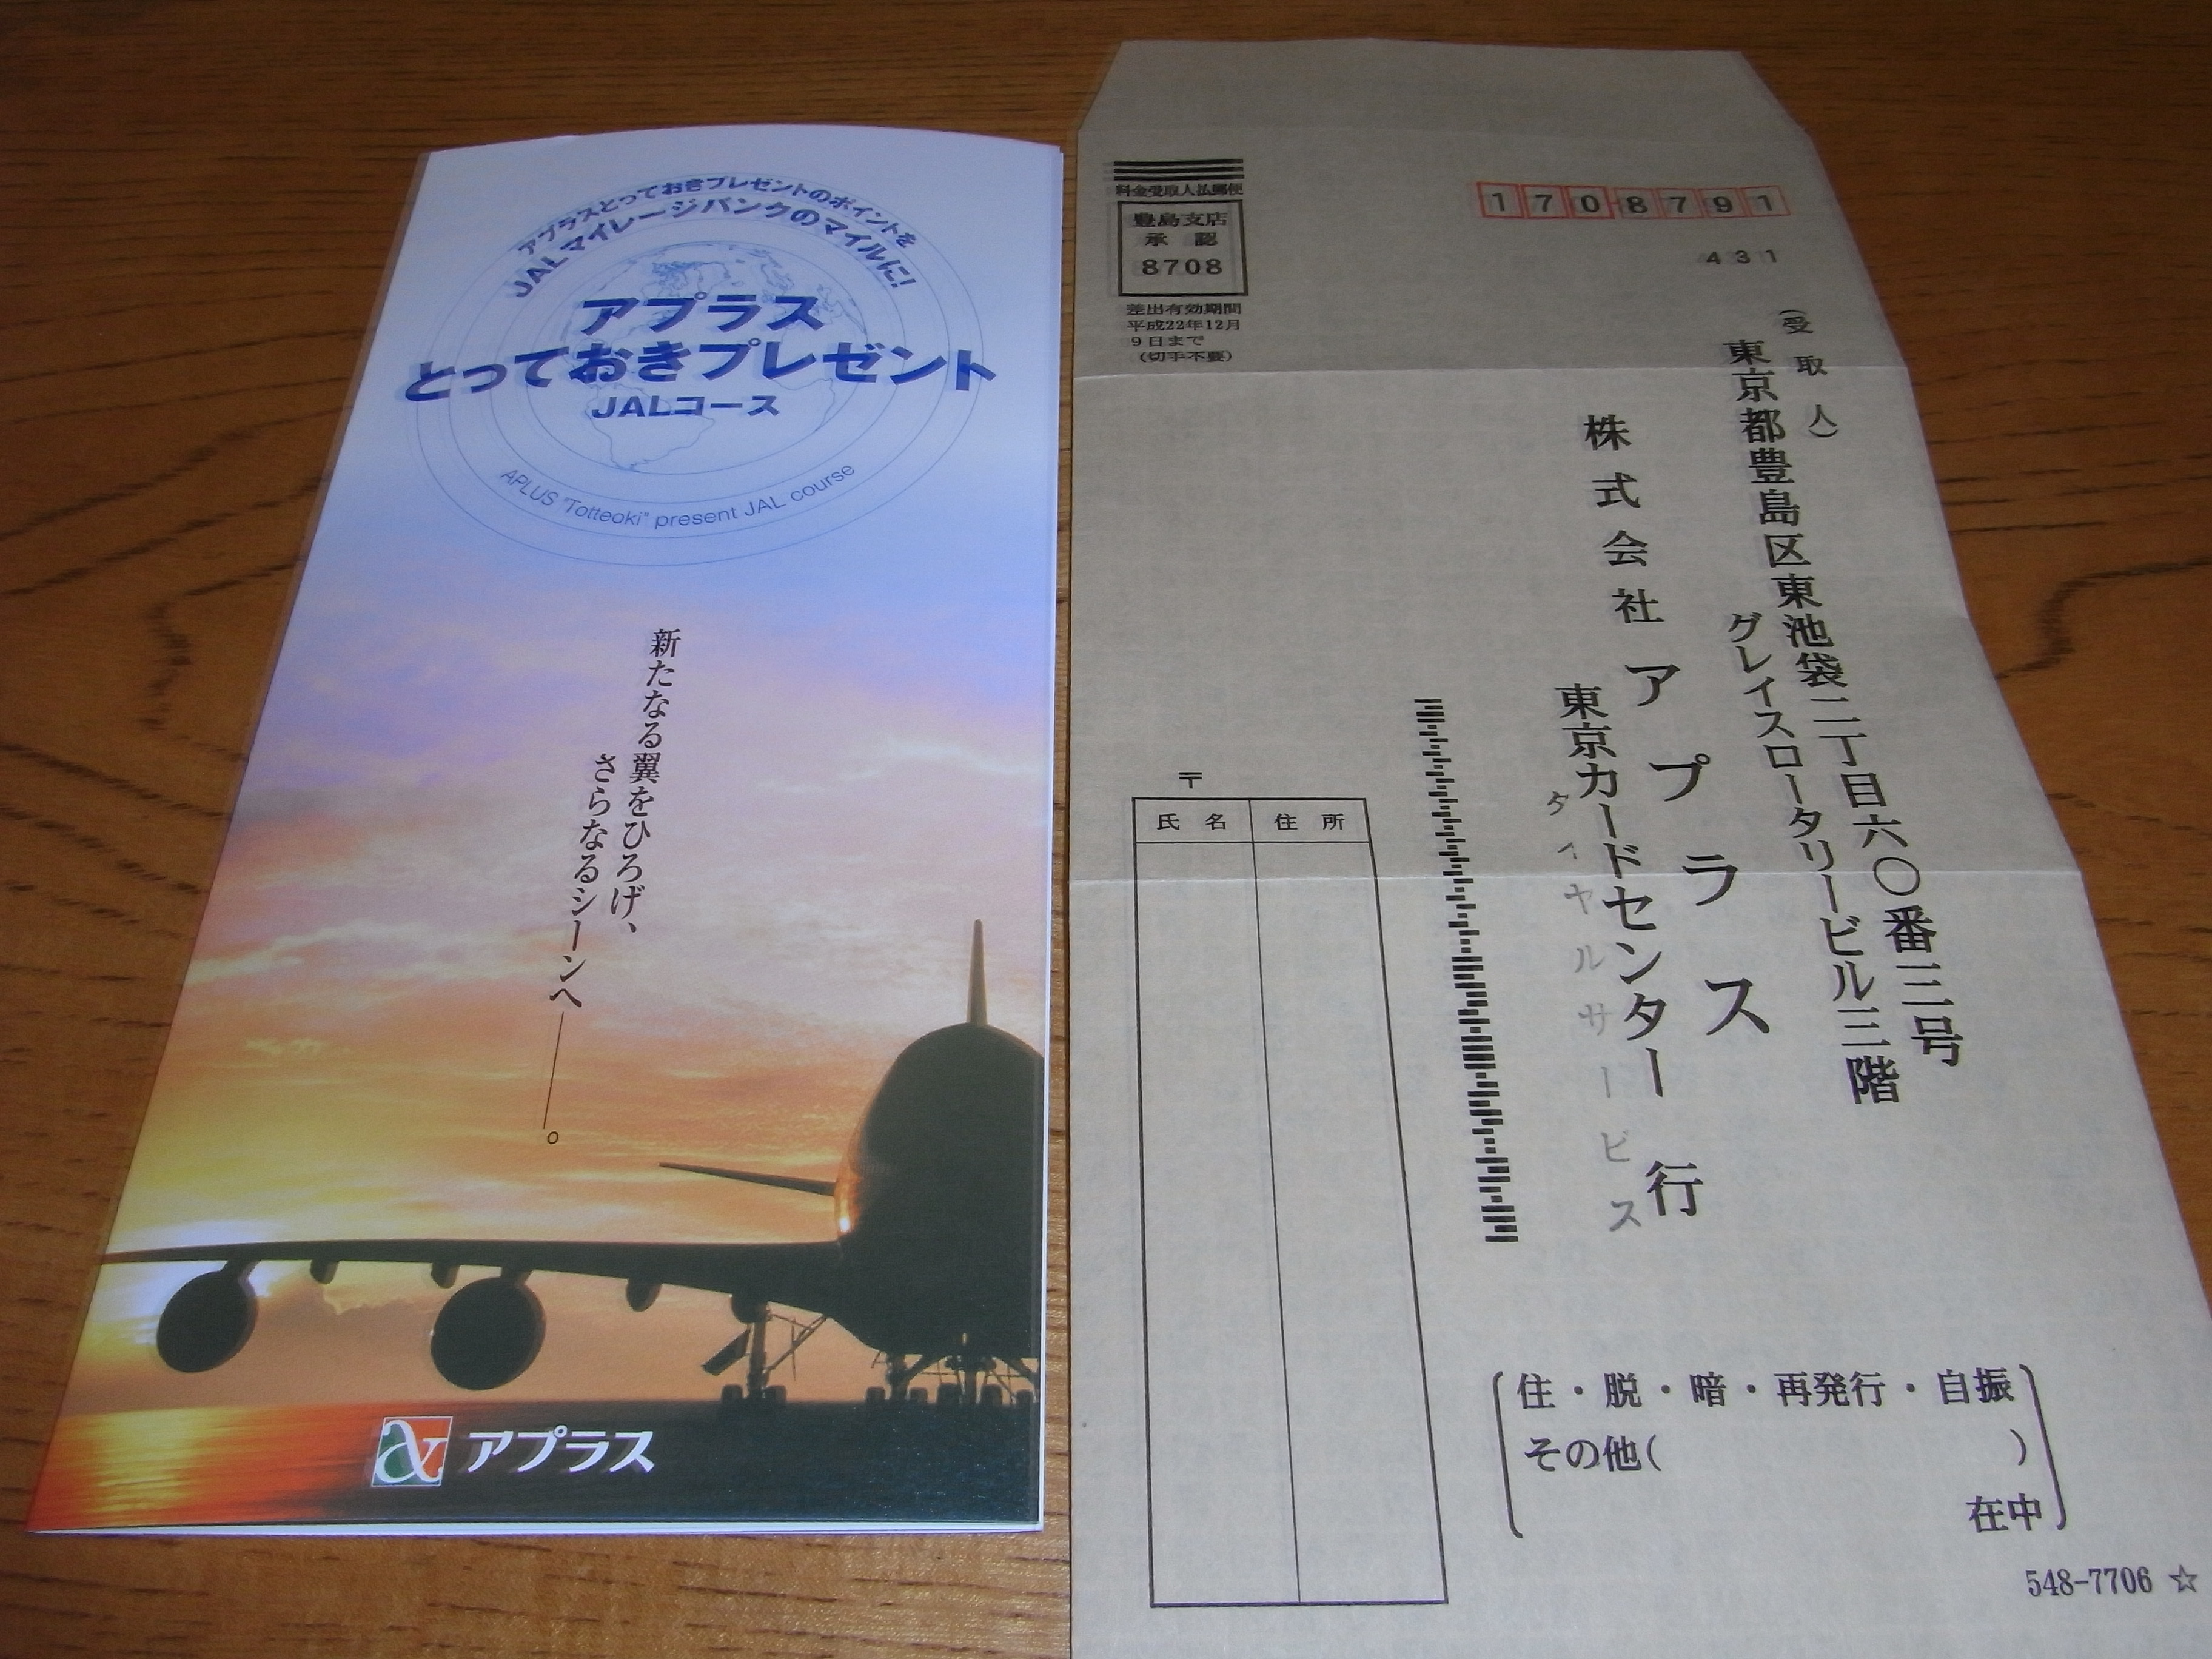 アプラスとっておきプレゼントのポイントを
JALマイレージバンクのマイルに!
アプラス
とっておきプレゼント
JALコース
APLUS "Totteoki" present JAL course
新たなる翼をひろげ、
さらなるシーンへ――。
アプラス
料金受取人払郵便
豊島支店
承 認
8708
差出有効期間
平成22年12月
9日まで
(切手不要)
1708791
431
(受 取 人)
東京都豊島区東池袋二丁目六〇番三号
グレイスロータリービル三階
株式会社アプラス
東京カードセンター 行
ダイヤルサービス
〒
住 所
氏 名
住・脱・暗・再発行・自振
その他( )
在中
548-7706 ☆